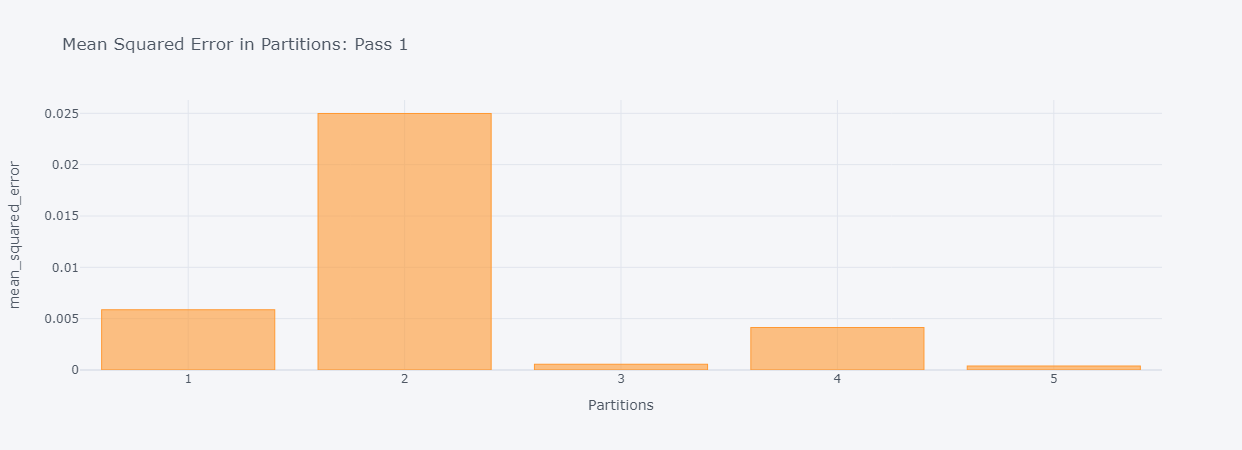 Mean Squared Error in Partitions: Pass 1
mean_squared_error
0.025
0.02
0.015
0.01
0.005
0
1 2 3 4 5
Partitions